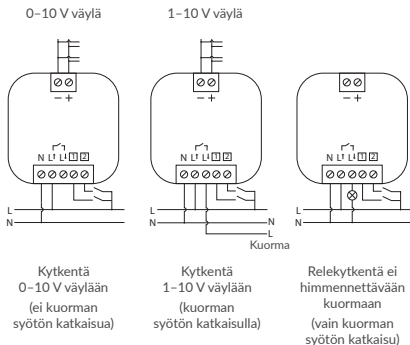 0–10 V väylä
1–10 V väylä
– +
– +
– +
N L↑ L↓ 1 2
N L↑ L↓ 1 2
N L↑ L↓ 1 2
L
N
N
L
Kuorma
Kytkentä
0–10 V väylään
(ei kuorman
syötön katkaisua)
Kytkentä
1–10 V väylään
(kuorman
syötön katkaisulla)
Relekytkentä ei
himmennettävään
kuormaan
(vain kuorman
syötön katkaisu)